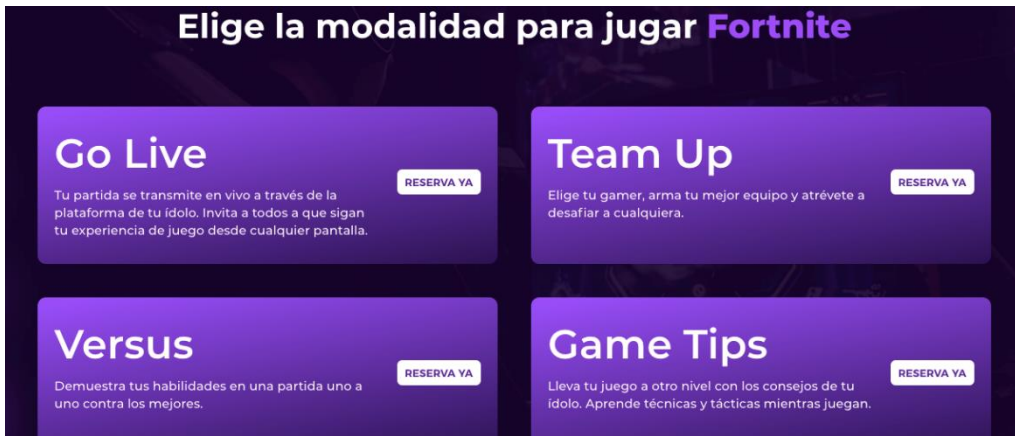 Elige la modalidad para jugar Fortnite
Go Live
Tu partida se transmite en vivo a través de la
plataforma de tu ídolo. Invita a todos a que sigan
tu experiencia de juego desde cualquier pantalla.
RESERVA YA
Team Up
Elige tu gamer, arma tu mejor equipo y atrévete a
desafiar a cualquiera.
RESERVA YA
Versus
Demuestra tus habilidades en una partida uno a
uno contra los mejores.
RESERVA YA
Game Tips
Lleva tu juego a otro nivel con los consejos de tu
ídolo. Aprende técnicas y tácticas mientras juegan.
RESERVA YA